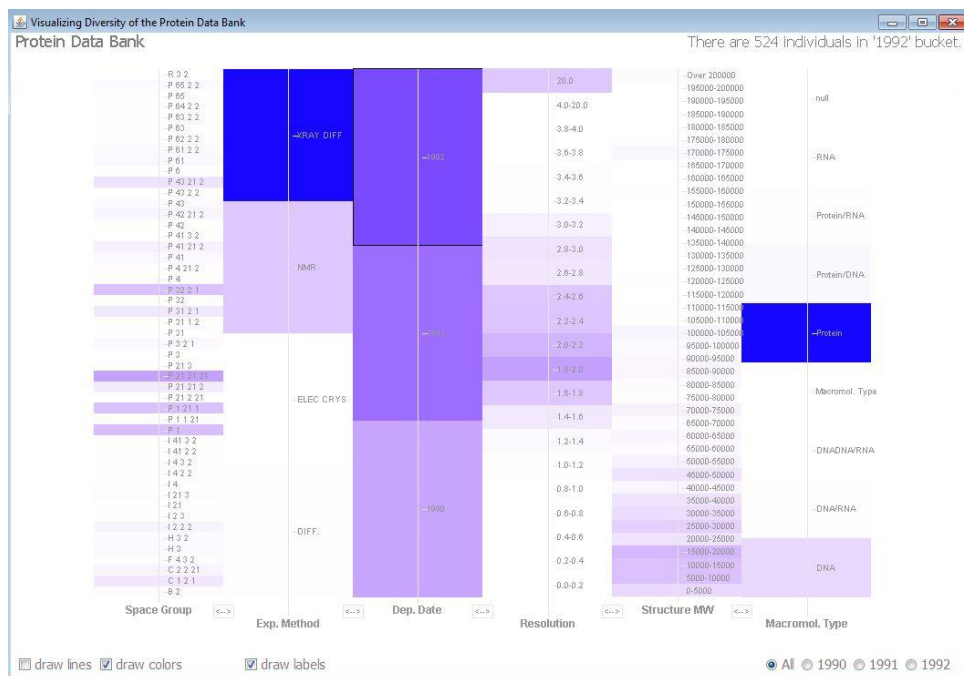 Visualizing Diversity of the Protein Data Bank
Protein Data Bank
There are 524 individuals in '1992' bucket.
R 3 2
P 65 2 2
P 65
P 64 2 2
P 63 2 2
P 63
P 62 2 2
P 61 2 2
P 61
P 6
P 43 21 2
P 43 2 2
P 43
P 42 21 2
P 42
P 41 3 2
P 41 21 2
P 41
P 4 21 2
P 4
P 32 2 1
P 32
P 31 2 1
P 31 1 2
P 31
P 3 2 1
P 3
P 21 3
P 21 21 21
P 21 21 2
P 21 2 21
P 1 21 1
P 1 1 21
P 1
I 41 3 2
I 41 2 2
I 4 3 2
I 4 2 2
I 4
I 21 3
I 21
I 2 3
I 2 2 2
H 3 2
H 3
F 4 3 2
C 2 2 21
C 1 2 1
B 2
Space Group
<-->
XRAY DIFF
NMR
ELEC CRYS
DIFF.
Exp. Method
<-->
1992
1991
1990
Dep. Date
<-->
20.0
4.0-20.0
3.8-4.0
3.6-3.8
3.4-3.6
3.2-3.4
3.0-3.2
2.8-3.0
2.6-2.8
2.4-2.6
2.2-2.4
2.0-2.2
1.8-2.0
1.6-1.8
1.4-1.6
1.2-1.4
1.0-1.2
0.8-1.0
0.6-0.8
0.4-0.6
0.2-0.4
0.0-0.2
Resolution
<-->
Over 200000
195000-200000
190000-195000
185000-190000
180000-185000
175000-180000
170000-175000
165000-170000
160000-165000
155000-160000
150000-155000
145000-150000
140000-145000
135000-140000
130000-135000
125000-130000
120000-125000
115000-120000
110000-115000
105000-110000
100000-105000
95000-100000
90000-95000
85000-90000
80000-85000
75000-80000
70000-75000
65000-70000
60000-65000
55000-60000
50000-55000
45000-50000
40000-45000
35000-40000
30000-35000
25000-30000
20000-25000
15000-20000
10000-15000
5000-10000
0-5000
Structure MW
<-->
null
RNA
Protein/RNA
Protein/DNA
Protein
Macromol. Type
DNADNA/RNA
DNA/RNA
DNA
Macromol. Type
draw lines
draw colors
draw labels
All
1990
1991
1992